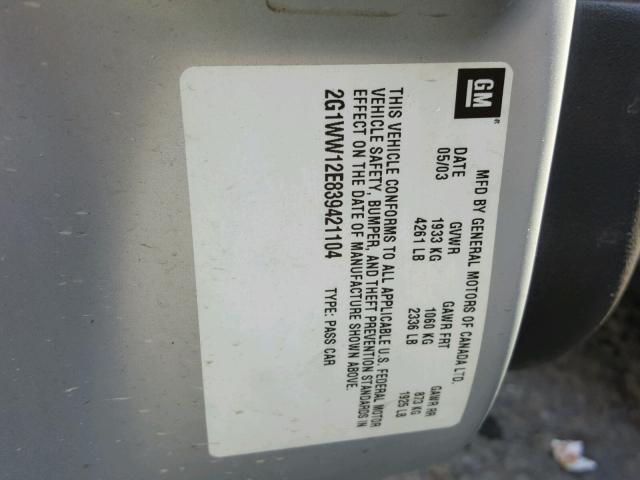 GM
MFD BY GENERAL MOTORS OF CANADA LTD.
DATE GVWR GAWR FRT GAWR RR
05/03 1933 KG 1060 KG 873 KG
4261 LB 2336 LB 1925 LB
THIS VEHICLE CONFORMS TO ALL APPLICABLE U.S. FEDERAL MOTOR
VEHICLE SAFETY, BUMPER, AND THEFT PREVENTION STANDARDS IN
EFFECT ON THE DATE OF MANUFACTURE SHOWN ABOVE.
2G1WW12E839421104 TYPE: PASS CAR